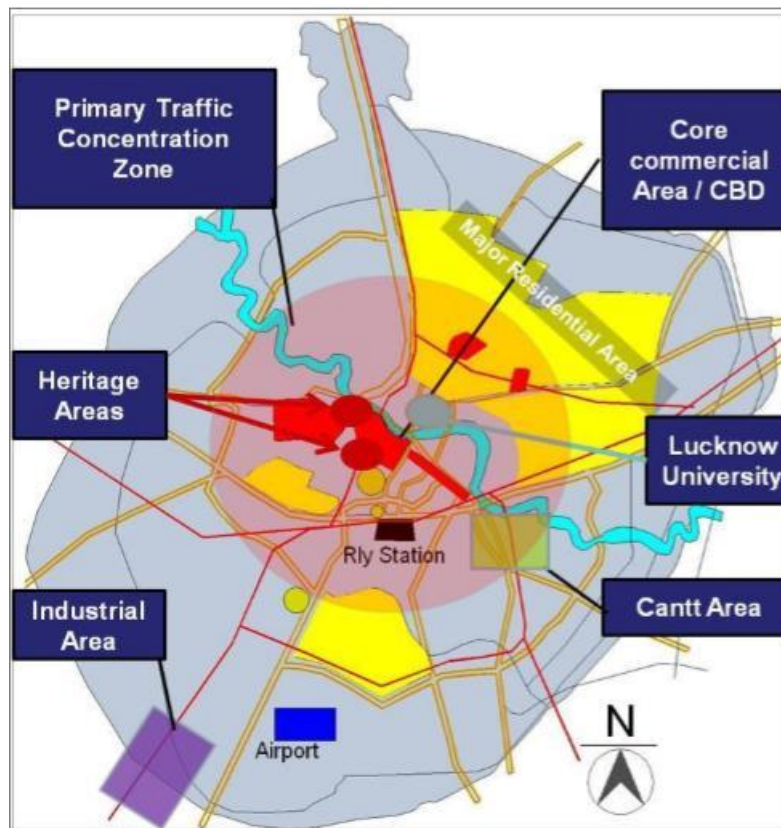 Primary Traffic
Concentration
Zone
Core
commercial
Area / CBD
Major Residential Area
Heritage
Areas
Lucknow
University
Rly Station
Industrial
Area
Cantt Area
Airport
N